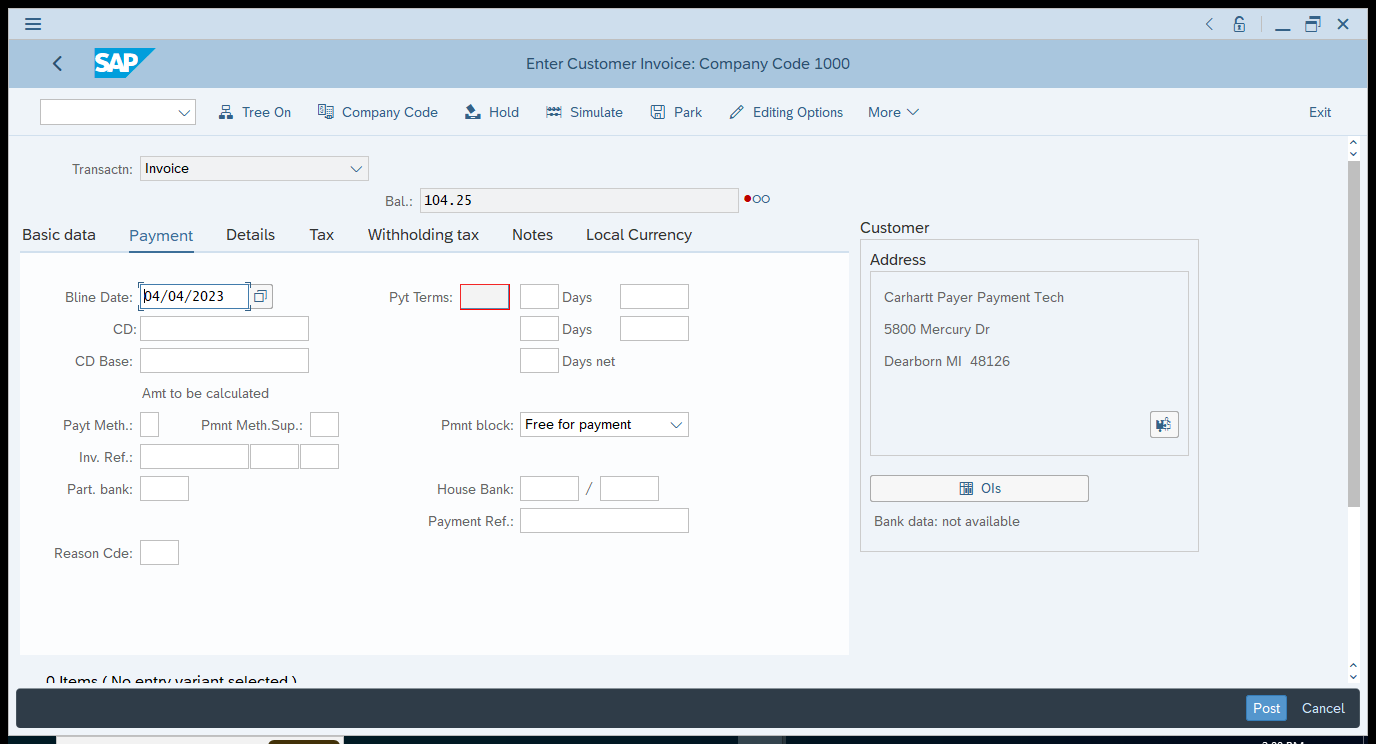 SAP
Enter Customer Invoice: Company Code 1000
Tree On Company Code Hold Simulate Park Editing Options More Exit
Transactn: Invoice
Bal.: 104.25
Basic data Payment Details Tax Withholding tax Notes Local Currency
Customer
Address
Bline Date: 04/04/2023 Pyt Terms: Days
Carhartt Payer Payment Tech
CD: Days
5800 Mercury Dr
CD Base: Days net
Dearborn MI 48126
Amt to be calculated
Payt Meth.: Pmnt Meth.Sup.: Pmnt block: Free for payment
Inv. Ref.:
Part. bank: House Bank: /
OIs
Payment Ref.:
Bank data: not available
Reason Cde:
0 Items ( No entry variant selected )
Post Cancel